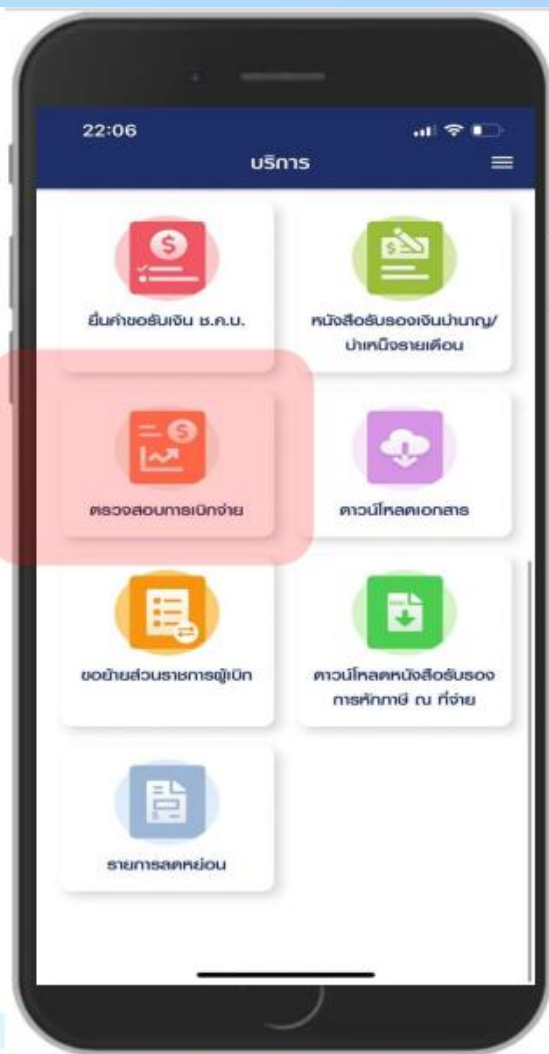 22:06
บริการ
ยื่นคำขอรับเงิน ช.ค.บ.
หนังสือรับรองเงินบำนาญ/
บำเหน็จรายเดือน
ตรวจสอบการเบิกจ่าย
ดาวน์โหลดเอกสาร
ขอย้ายส่วนราชการผู้เบิก
ดาวน์โหลดหนังสือรับรอง
การหักภาษี ณ ที่จ่าย
รายการลดหย่อน